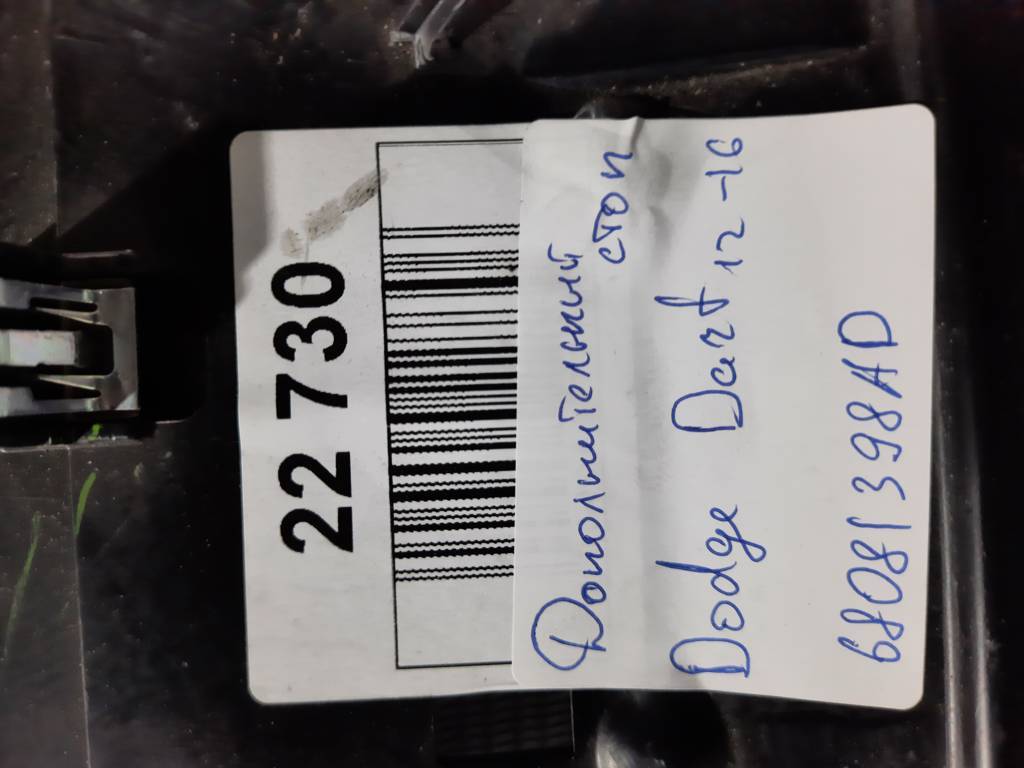 22 730
Дополнительный
стоп
Dodge Dart 12-16
68081398AD